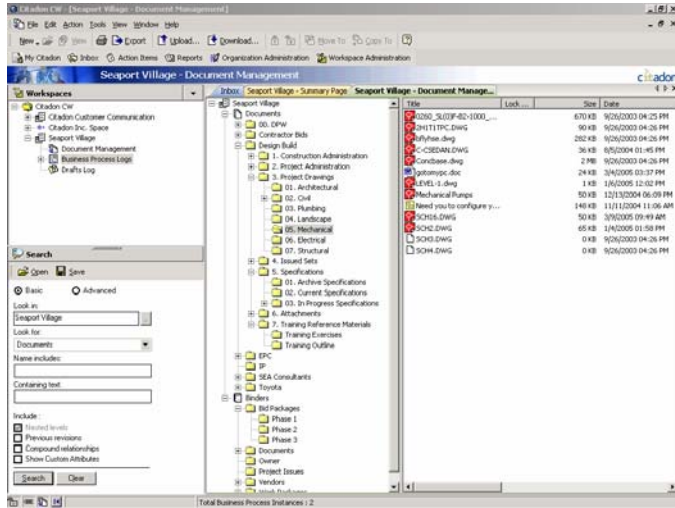 Citadon CW - [Seaport Village - Document Management]
File Edit Action Tools View Window Help
New Export Upload... Download... Move To Copy To
My Citadon Inbox Action Items Reports Organization Administration Workspace Administration
Seaport Village - Document Management
citadon
Workspaces
Citadon CW
Citadon Customer Communication
Citadon Inc. Space
Seaport Village
Document Management
Business Process Logs
Drafts Log
Search
Open Save
Basic Advanced
Look in:
Seaport Village
Look for:
Documents
Name includes:
Containing text:
Include :
Nested levels
Previous revisions
Compound relationships
Show Custom Attributes
Search Clear
Inbox Seaport Village - Summary Page Seaport Village - Document Manage...
Seaport Village
Documents
00. DPW
Contractor Bids
Design Build
1. Construction Administration
2. Project Administration
3. Project Drawings
01. Architectural
02. Civil
03. Plumbing
04. Landscape
05. Mechanical
06. Electrical
07. Structural
4. Issued Sets
5. Specifications
01. Archive Specifications
02. Current Specifications
03. In Progress Specifications
6. Attachments
7. Training Reference Materials
Training Exercises
Training Outline
EPC
IP
SEA Consultants
Toyota
Binders
Bid Packages
Phase 1
Phase 2
Phase 3
Documents
Owner
Project Issues
Vendors
Work Packages
Title Lock ... Size Date
670 KB 9/26/2003 04:25 PM
2H1T1TPC.DWG 90 KB 9/26/2003 04:26 PM
bflyhse.dwg 282 KB 9/26/2003 04:26 PM
C-CSEDAN.DWG 36 KB 8/5/2004 01:45 PM
Concbase.dwg 2 MB 9/26/2003 04:26 PM
gotomypc.doc 24 KB 3/4/2005 03:37 PM
LEVEL-1.dwg 1 KB 1/6/2005 12:02 PM
Mechanical Pumps 50 KB 12/13/2004 06:09 PM
Need you to configure y... 148 KB 11/11/2004 11:06 AM
SCH16.DWG 50 KB 3/9/2005 09:49 AM
SCH2.DWG 65 KB 1/4/2005 01:58 PM
SCH3.DWG 0 KB 9/26/2003 04:26 PM
SCH4.DWG 0 KB 9/26/2003 04:26 PM
Total Business Process Instances : 2